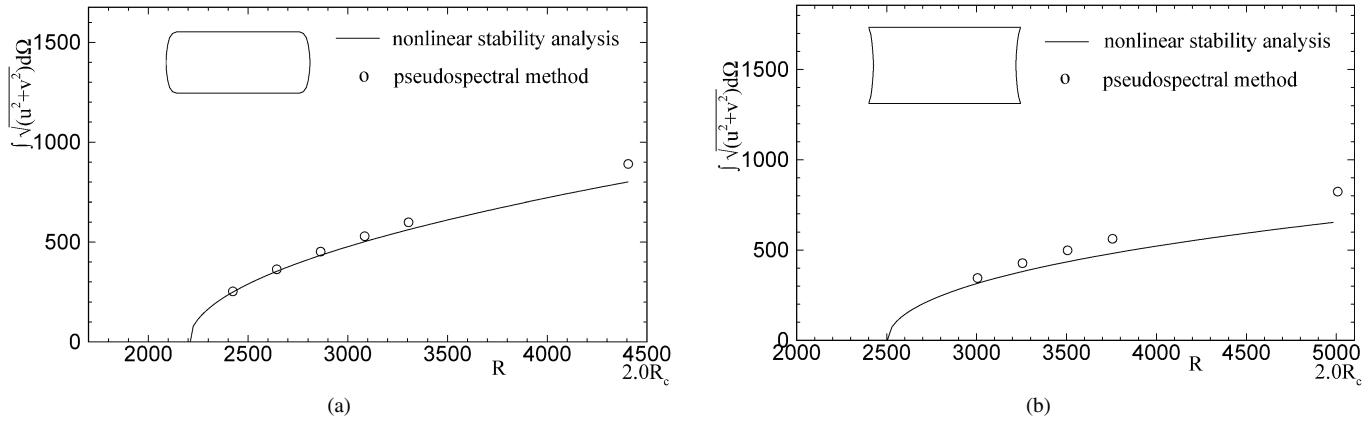 1500
1000
500
0
∫ √(u²+v²)dΩ
nonlinear stability analysis
pseudospectral method
2000 2500 3000 3500 4000 4500
R
2.0R_c
(a)
1500
1000
500
0
∫ √(u²+v²)dΩ
nonlinear stability analysis
pseudospectral method
2000 2500 3000 3500 4000 4500 5000
R
2.0R_c
(b)